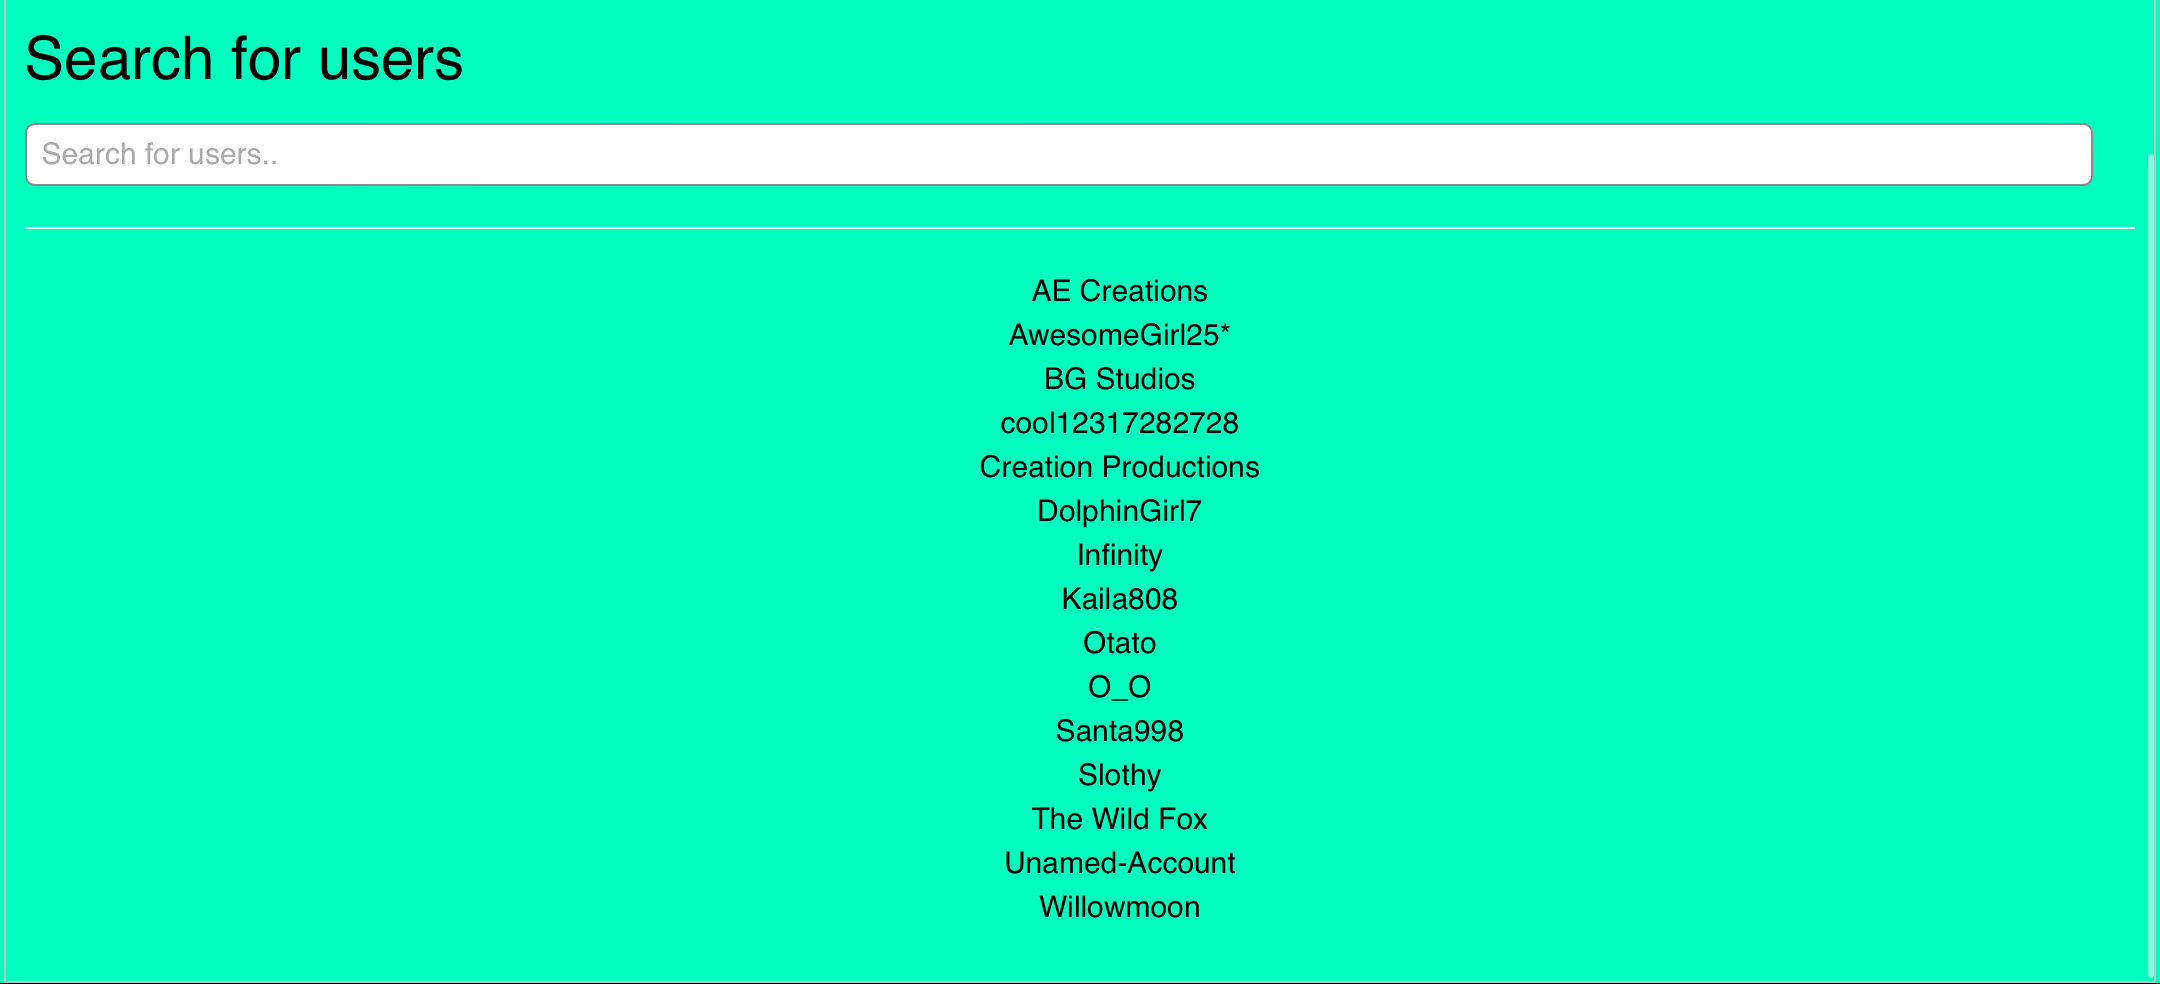 Search for users
Search for users..
AE Creations
AwesomeGirl25*
BG Studios
cool12317282728
Creation Productions
DolphinGirl7
Infinity
Kaila808
Otato
O_O
Santa998
Slothy
The Wild Fox
Unamed-Account
Willowmoon